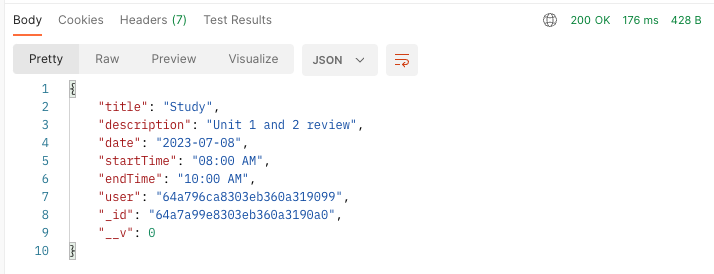 Body Cookies Headers (7) Test Results 200 OK 176 ms 428 B
Pretty Raw Preview Visualize JSON
1 {
2 "title": "Study",
3 "description": "Unit 1 and 2 review",
4 "date": "2023-07-08",
5 "startTime": "08:00 AM",
6 "endTime": "10:00 AM",
7 "user": "64a796ca8303eb360a319099",
8 "_id": "64a7a99e8303eb360a3190a0",
9 "__v": 0
10 }